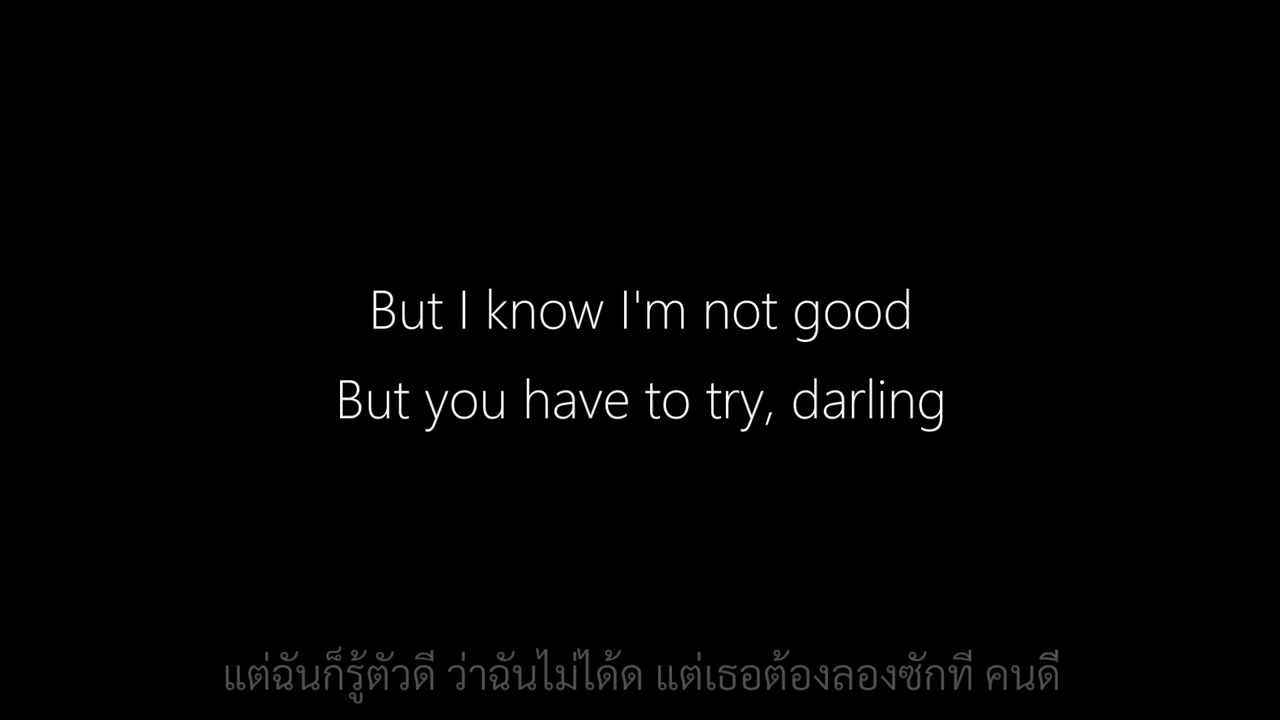 But I know I'm not good
But you have to try, darling
แต่ฉันก็รู้ตัวดี ว่าฉันไม่ได้ด แต่เธอต้องลองซักที คนดี